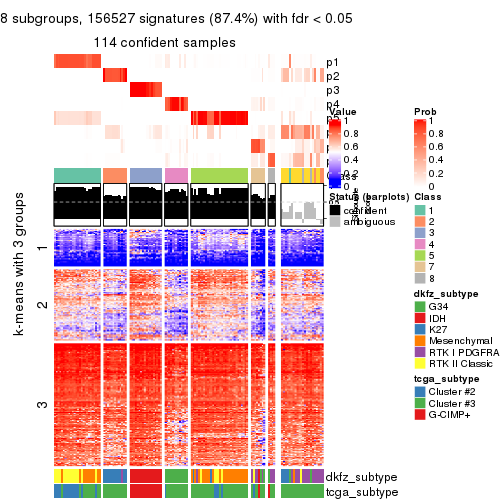 8 subgroups, 156527 signatures (87.4%) with fdr < 0.05
114 confident samples
p1
p2
p3
p4
Value
1
0.8
0.6
0.4
0.2
0
Prob
1
0.8
0.6
0.4
0.2
0
Status (barplots)
confident
ambiguous
Class
1
2
3
4
5
7
8
dkfz_subtype
G34
IDH
K27
Mesenchymal
RTK I PDGFRA
RTK II Classic
tcga_subtype
Cluster #2
Cluster #3
G-CIMP+
k-means with 3 groups
1
2
3
dkfz_subtype
tcga_subtype